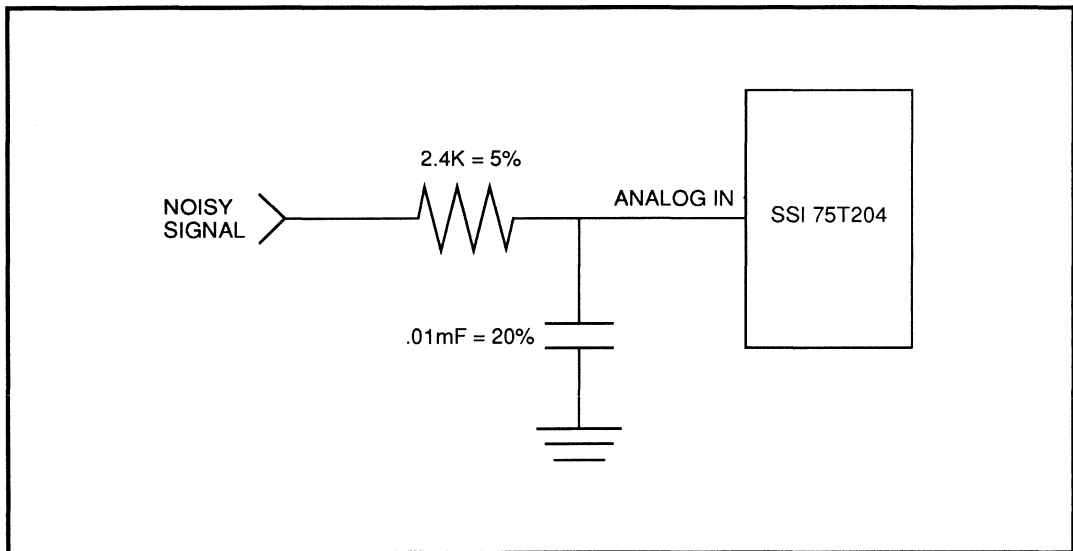 2.4K = 5%
NOISY
SIGNAL
ANALOG IN
SSI 75T204
.01mF = 20%